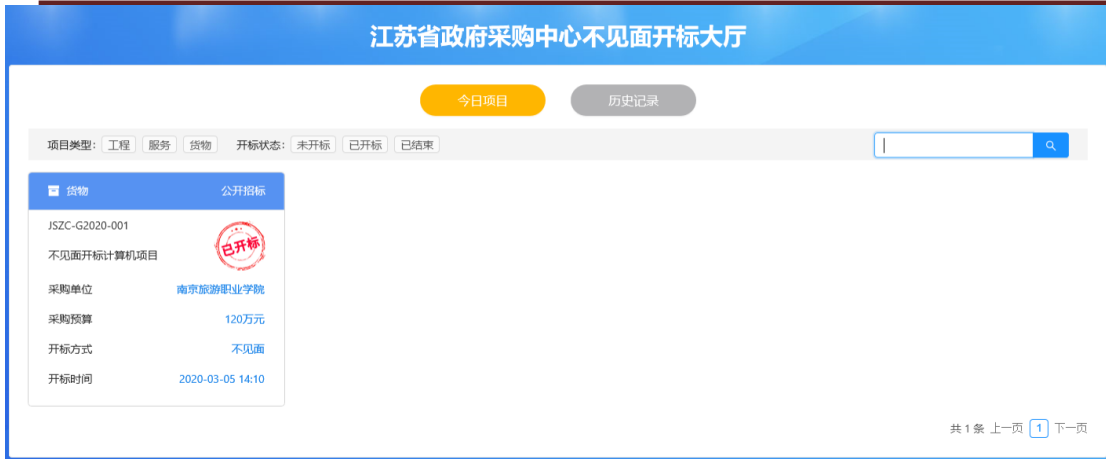 江苏省政府采购中心不见面开标大厅
今日项目 历史记录
项目类型: 工程 服务 货物 开标状态: 未开标 已开标 已结束
货物 公开招标
JSZC-G2020-001
已开标
不见面开标计算机项目
采购单位 南京旅游职业学院
采购预算 120万元
开标方式 不见面
开标时间 2020-03-05 14:10
共 1 条 上一页 1 下一页